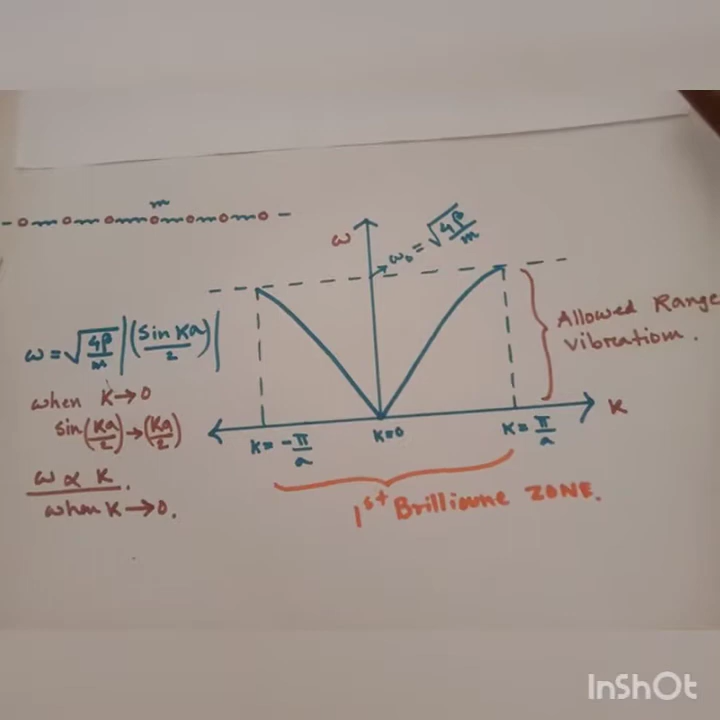 m
ω
ω₀ = √(4β/m)
ω = √(4β/m) |(Sin Ka)/2|
when K→0
sin(Ka/2)→(Ka/2)
ω ∝ K.
when K→0.
Allowed Range
vibration.
K
K = -π/a
K=0
K = π/a
1st Brillioune ZONE.
InShOt